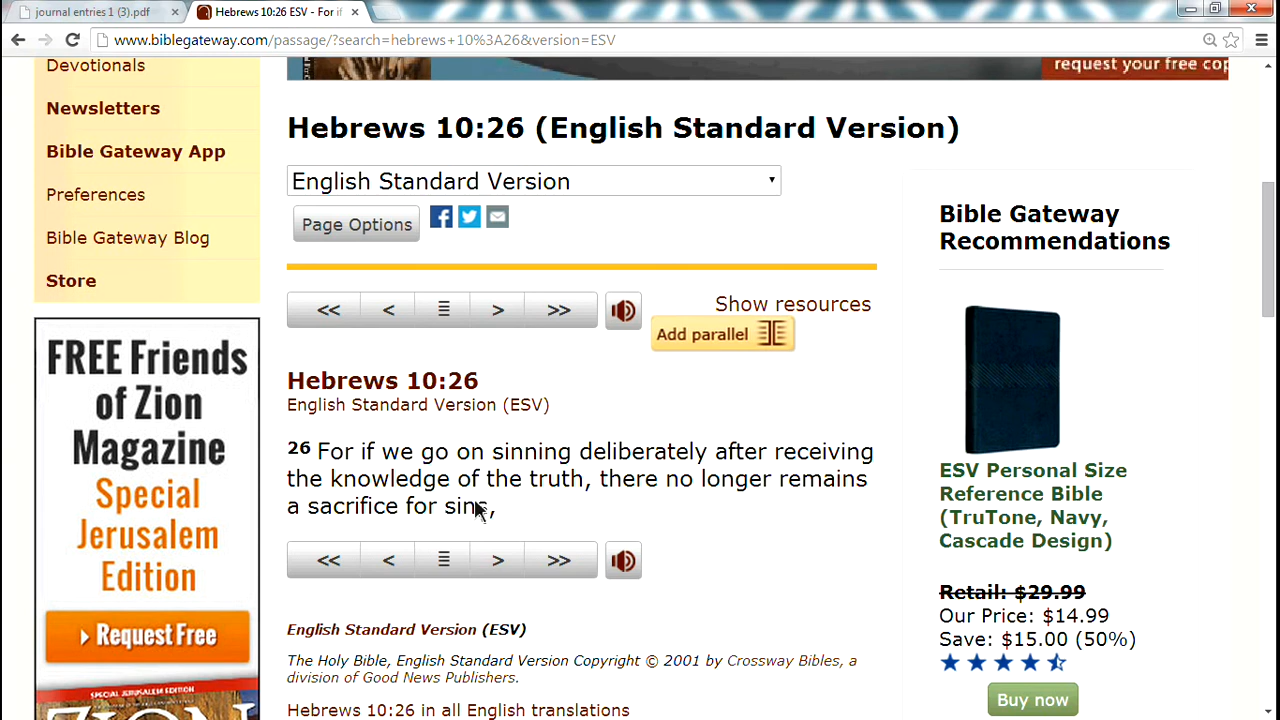 journal entries 1 (3).pdf
Hebrews 10:26 ESV - For if
www.biblegateway.com/passage/?search=hebrews+10%3A26&version=ESV
request your free cop
Devotionals
Newsletters
Bible Gateway App
Preferences
Bible Gateway Blog
Store
FREE Friends
of Zion
Magazine
Special
Jerusalem
Edition
Request Free
SPECIAL JERUSALEM EDITION
ZION
Hebrews 10:26 (English Standard Version)
English Standard Version
Page Options
<< < > >>
Show resources
Add parallel
Hebrews 10:26
English Standard Version (ESV)
26 For if we go on sinning deliberately after receiving
the knowledge of the truth, there no longer remains
a sacrifice for sins,
<< < > >>
English Standard Version (ESV)
The Holy Bible, English Standard Version Copyright © 2001 by Crossway Bibles, a
division of Good News Publishers.
Hebrews 10:26 in all English translations
Bible Gateway
Recommendations
ESV Personal Size
Reference Bible
(TruTone, Navy,
Cascade Design)
Retail: $29.99
Our Price: $14.99
Save: $15.00 (50%)
Buy now